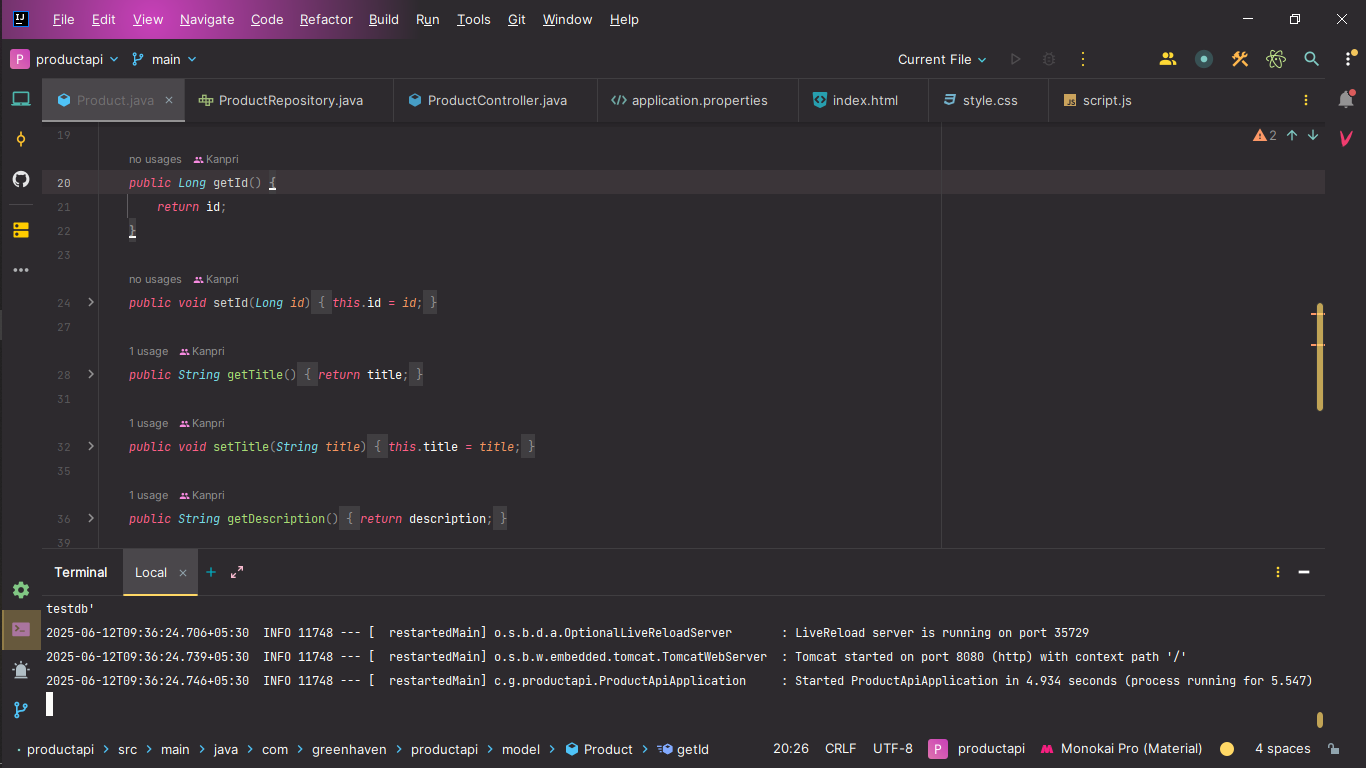 File Edit View Navigate Code Refactor Build Run Tools Git Window Help
P productapi main Current File
Product.java ProductRepository.java ProductController.java application.properties index.html style.css script.js
19 2
no usages Kanpri
20 public Long getId() {
21 return id;
22 }
23
no usages Kanpri
24 public void setId(Long id) { this.id = id; }
27
1 usage Kanpri
28 public String getTitle() { return title; }
31
1 usage Kanpri
32 public void setTitle(String title) { this.title = title; }
35
1 usage Kanpri
36 public String getDescription() { return description; }
39
Terminal Local
testdb'
2025-06-12T09:36:24.706+05:30 INFO 11748 --- [ restartedMain] o.s.b.d.a.OptionalLiveReloadServer : LiveReload server is running on port 35729
2025-06-12T09:36:24.739+05:30 INFO 11748 --- [ restartedMain] o.s.b.w.embedded.tomcat.TomcatWebServer : Tomcat started on port 8080 (http) with context path '/'
2025-06-12T09:36:24.746+05:30 INFO 11748 --- [ restartedMain] c.g.productapi.ProductApiApplication : Started ProductApiApplication in 4.934 seconds (process running for 5.547)
productapi > src > main > java > com > greenhaven > productapi > model > Product > getId 20:26 CRLF UTF-8 P productapi Monokai Pro (Material) 4 spaces